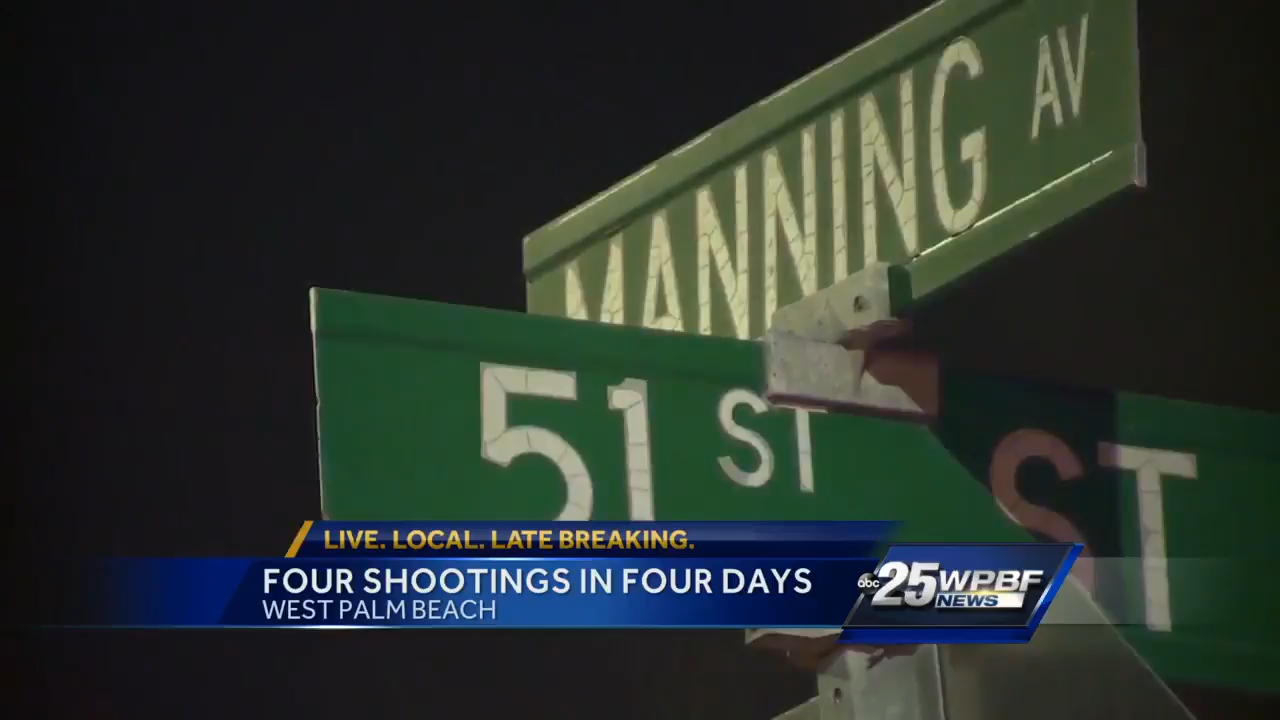 MANNING AV
51 ST
ST
LIVE. LOCAL. LATE BREAKING.
FOUR SHOOTINGS IN FOUR DAYS
WEST PALM BEACH
abc 25 WPBF
NEWS